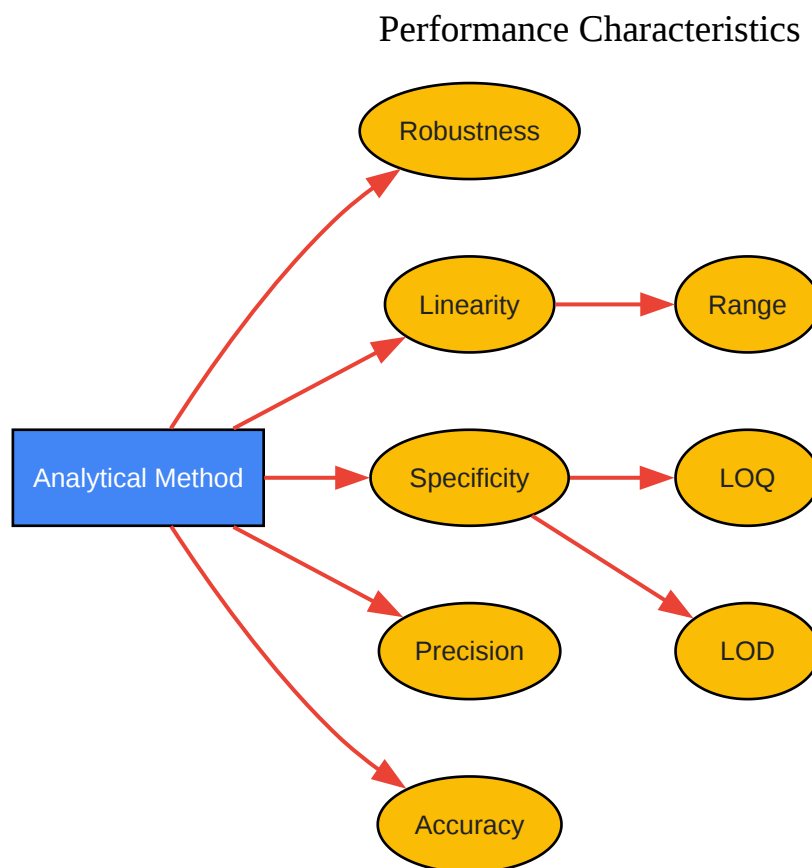 Performance Characteristics
Robustness
Linearity
Range
Analytical Method
Specificity
LOQ
Precision
LOD
Accuracy